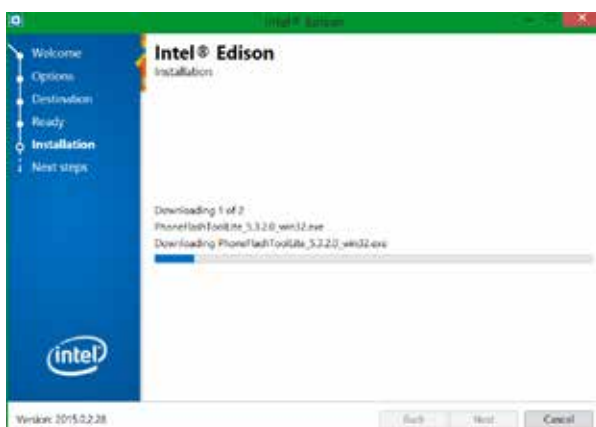 Intel® Edison
Welcome
Options
Destination
Ready
Installation
Next steps
Intel® Edison
Installation
Downloading 1 of 2
PhoneFlashToolLite_5.3.2.0_win32.exe
Downloading PhoneFlashToolLite_5.3.2.0_win32.exe
intel
Version: 2015.0.2.28
Back
Next
Cancel